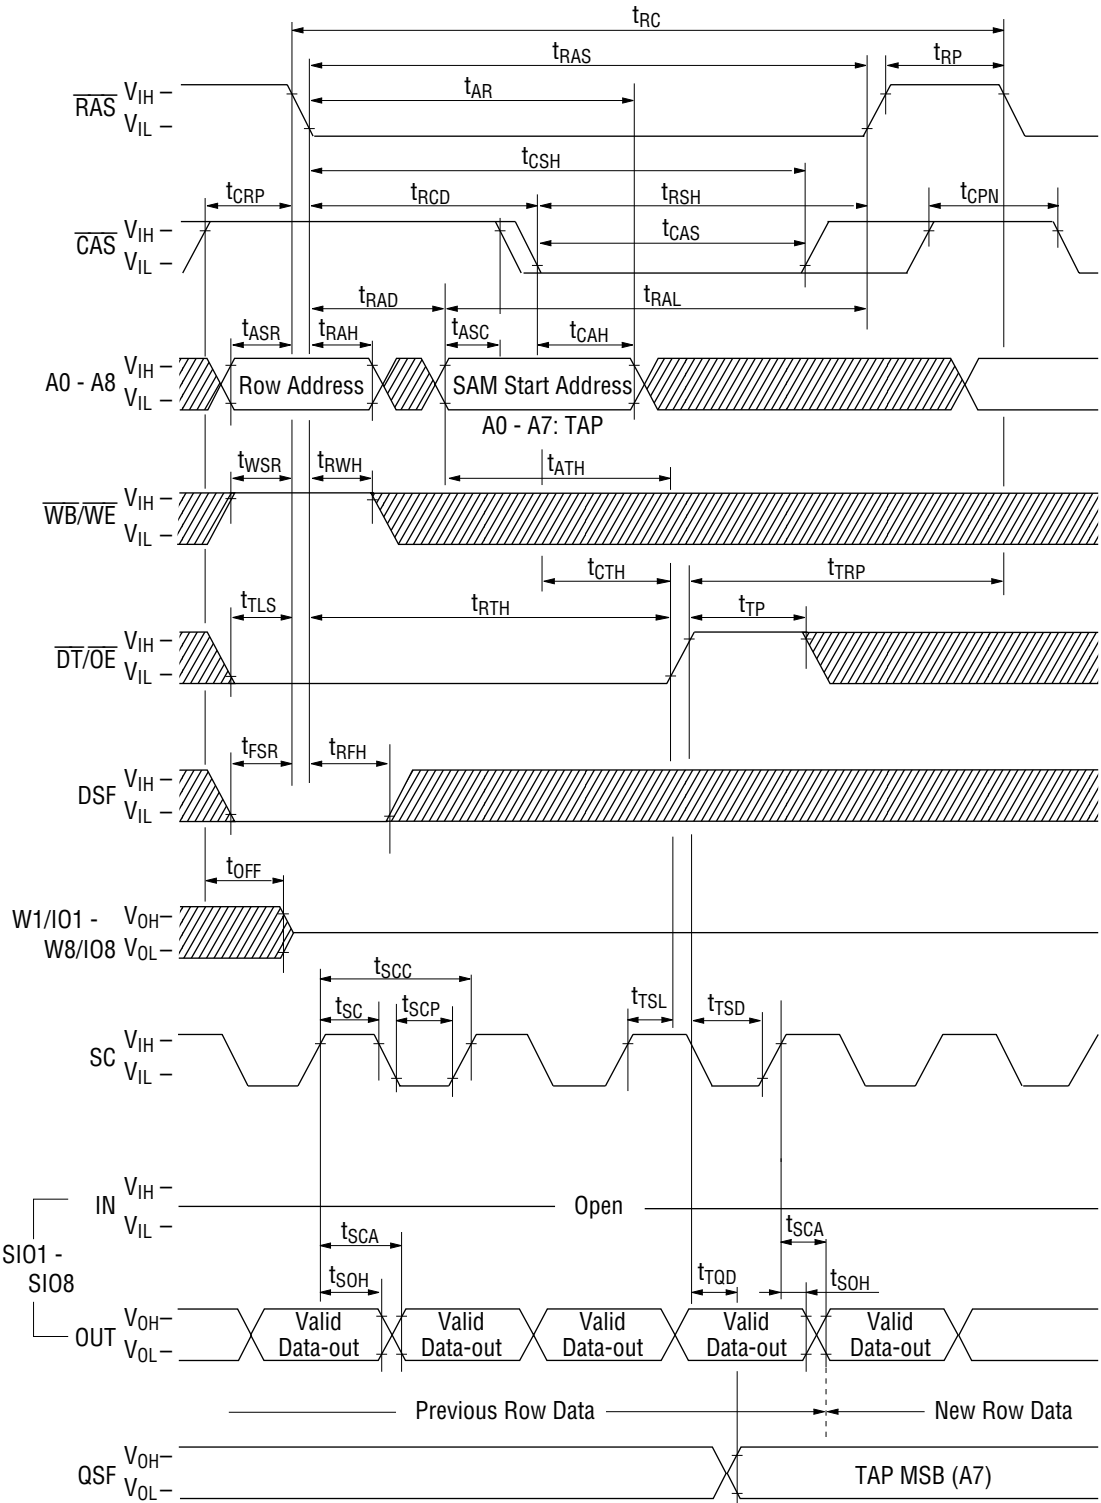 tRC
tRAS
tRP
tAR
RAS VIH
VIL
tCSH
tCRP tRCD tRSH tCPN
tCAS
CAS VIH
VIL
tRAD tRAL
tASR tRAH tASC tCAH
A0 - A8 VIH
VIL
Row Address SAM Start Address
A0 - A7: TAP
tWSR tRWH tATH
WB/WE VIH
VIL
tCTH tTRP
tTLS tRTH tTP
DT/OE VIH
VIL
tFSR tRFH
DSF VIH
VIL
tOFF
W1/IO1 - VOH
W8/IO8 VOL
tSCC
tSC tSCP tTSL tTSD
SC VIH
VIL
IN VIH
VIL
Open
SIO1 -
SIO8
tSCA tSCA
tSOH tTQD tSOH
OUT VOH
VOL
Valid Valid Valid Valid Valid
Data-out Data-out Data-out Data-out Data-out
Previous Row Data New Row Data
QSF VOH
VOL
TAP MSB (A7)